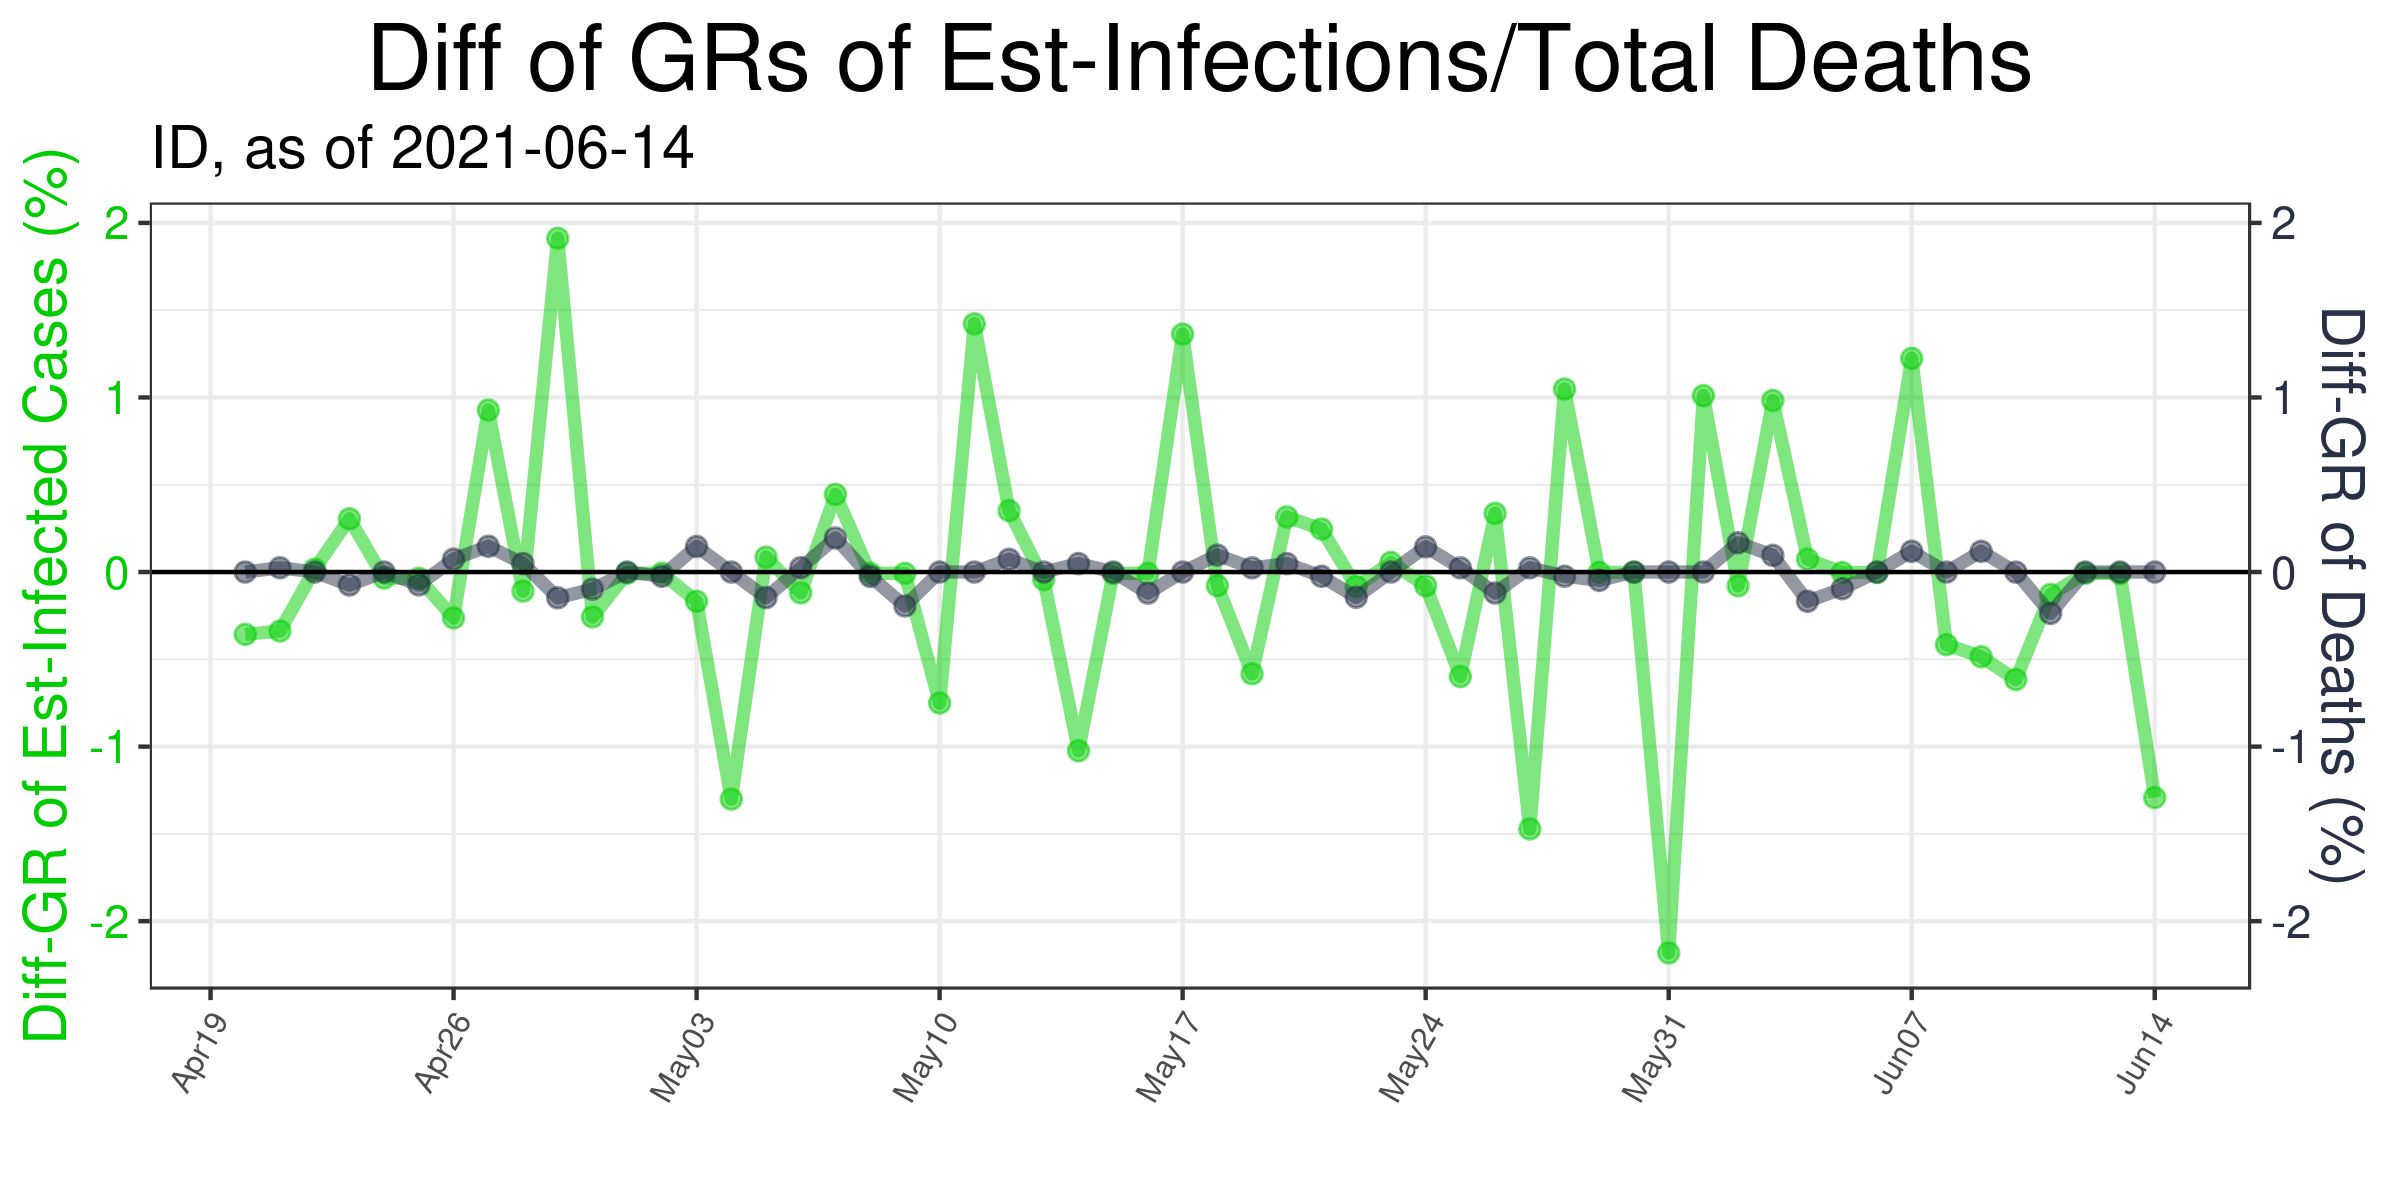 Diff of GRs of Est-Infections/Total Deaths
ID, as of 2021-06-14
Diff-GR of Est-Infected Cases (%)
2
1
0
-1
-2
2
1
0
-1
-2
Diff-GR of Deaths (%)
Apr19
Apr26
May03
May10
May17
May24
May31
Jun07
Jun14